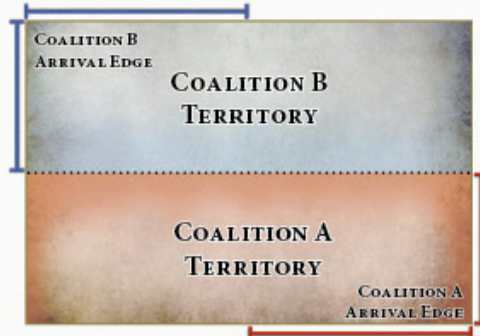 Coalition B
Arrival Edge
Coalition B
Territory
Coalition A
Territory
Coalition A
Arrival Edge